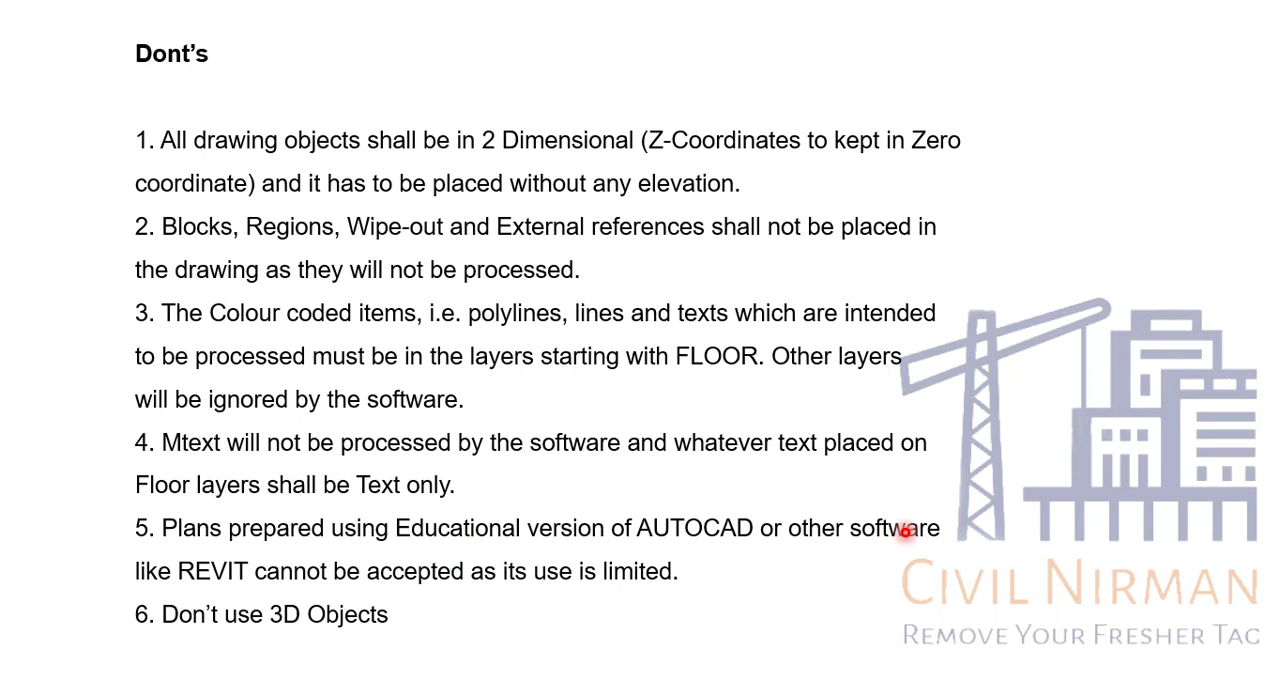 Dont’s
1. All drawing objects shall be in 2 Dimensional (Z-Coordinates to kept in Zero
coordinate) and it has to be placed without any elevation.
2. Blocks, Regions, Wipe-out and External references shall not be placed in
the drawing as they will not be processed.
3. The Colour coded items, i.e. polylines, lines and texts which are intended
to be processed must be in the layers starting with FLOOR. Other layers
will be ignored by the software.
4. Mtext will not be processed by the software and whatever text placed on
Floor layers shall be Text only.
5. Plans prepared using Educational version of AUTOCAD or other software
like REVIT cannot be accepted as its use is limited.
6. Don’t use 3D Objects
CIVIL NIRMAN
REMOVE YOUR FRESHER TAG